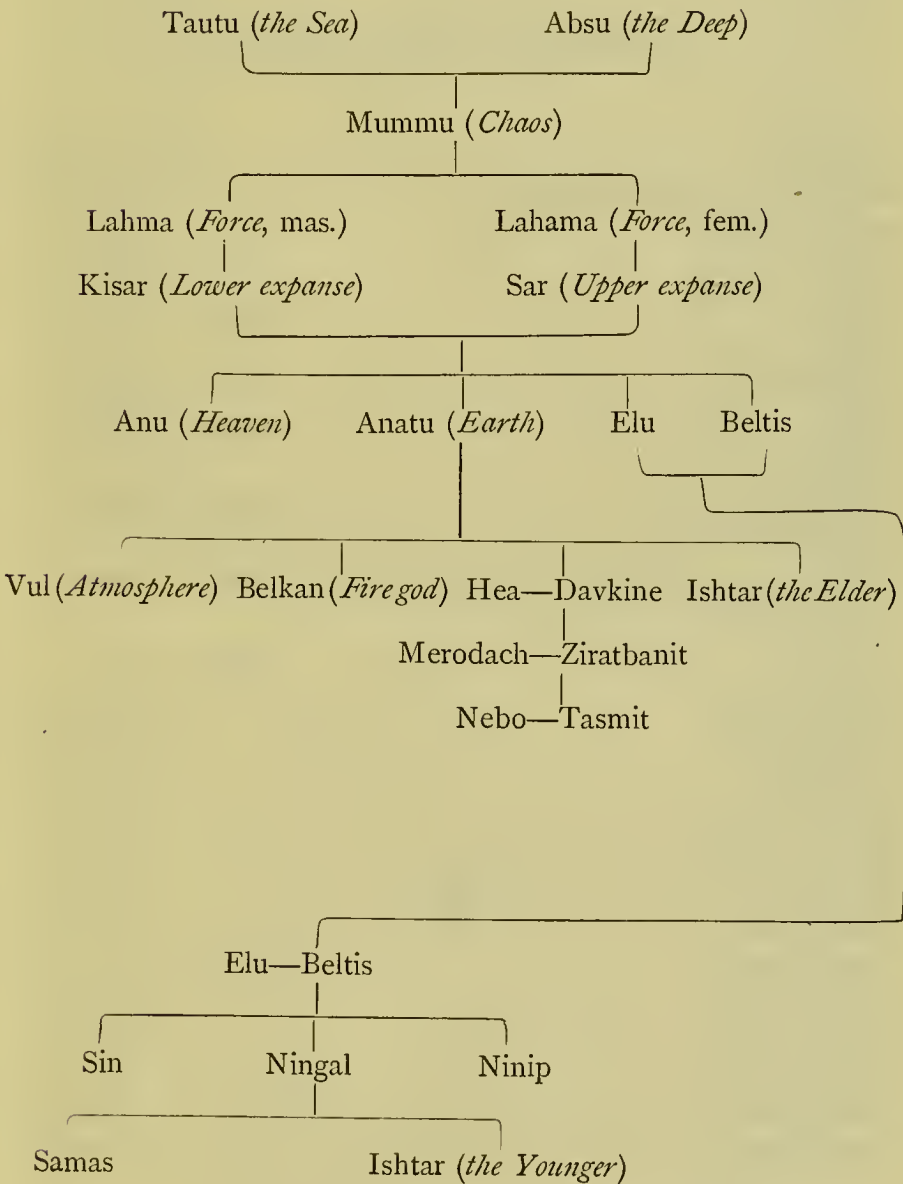 Tautu (the Sea) Absu (the Deep)
Mummu (Chaos)
Lahma (Force, mas.) Lahama (Force, fem.)
Kisar (Lower expanse) Sar (Upper expanse)
Anu (Heaven) Anatu (Earth) Elu Beltis
Vul (Atmosphere) Belkan (Fire god) Hea—Davkine Ishtar (the Elder)
Merodach—Ziratbanit
Nebo—Tasmit
Elu—Beltis
Sin Ningal Ninip
Samas Ishtar (the Younger)